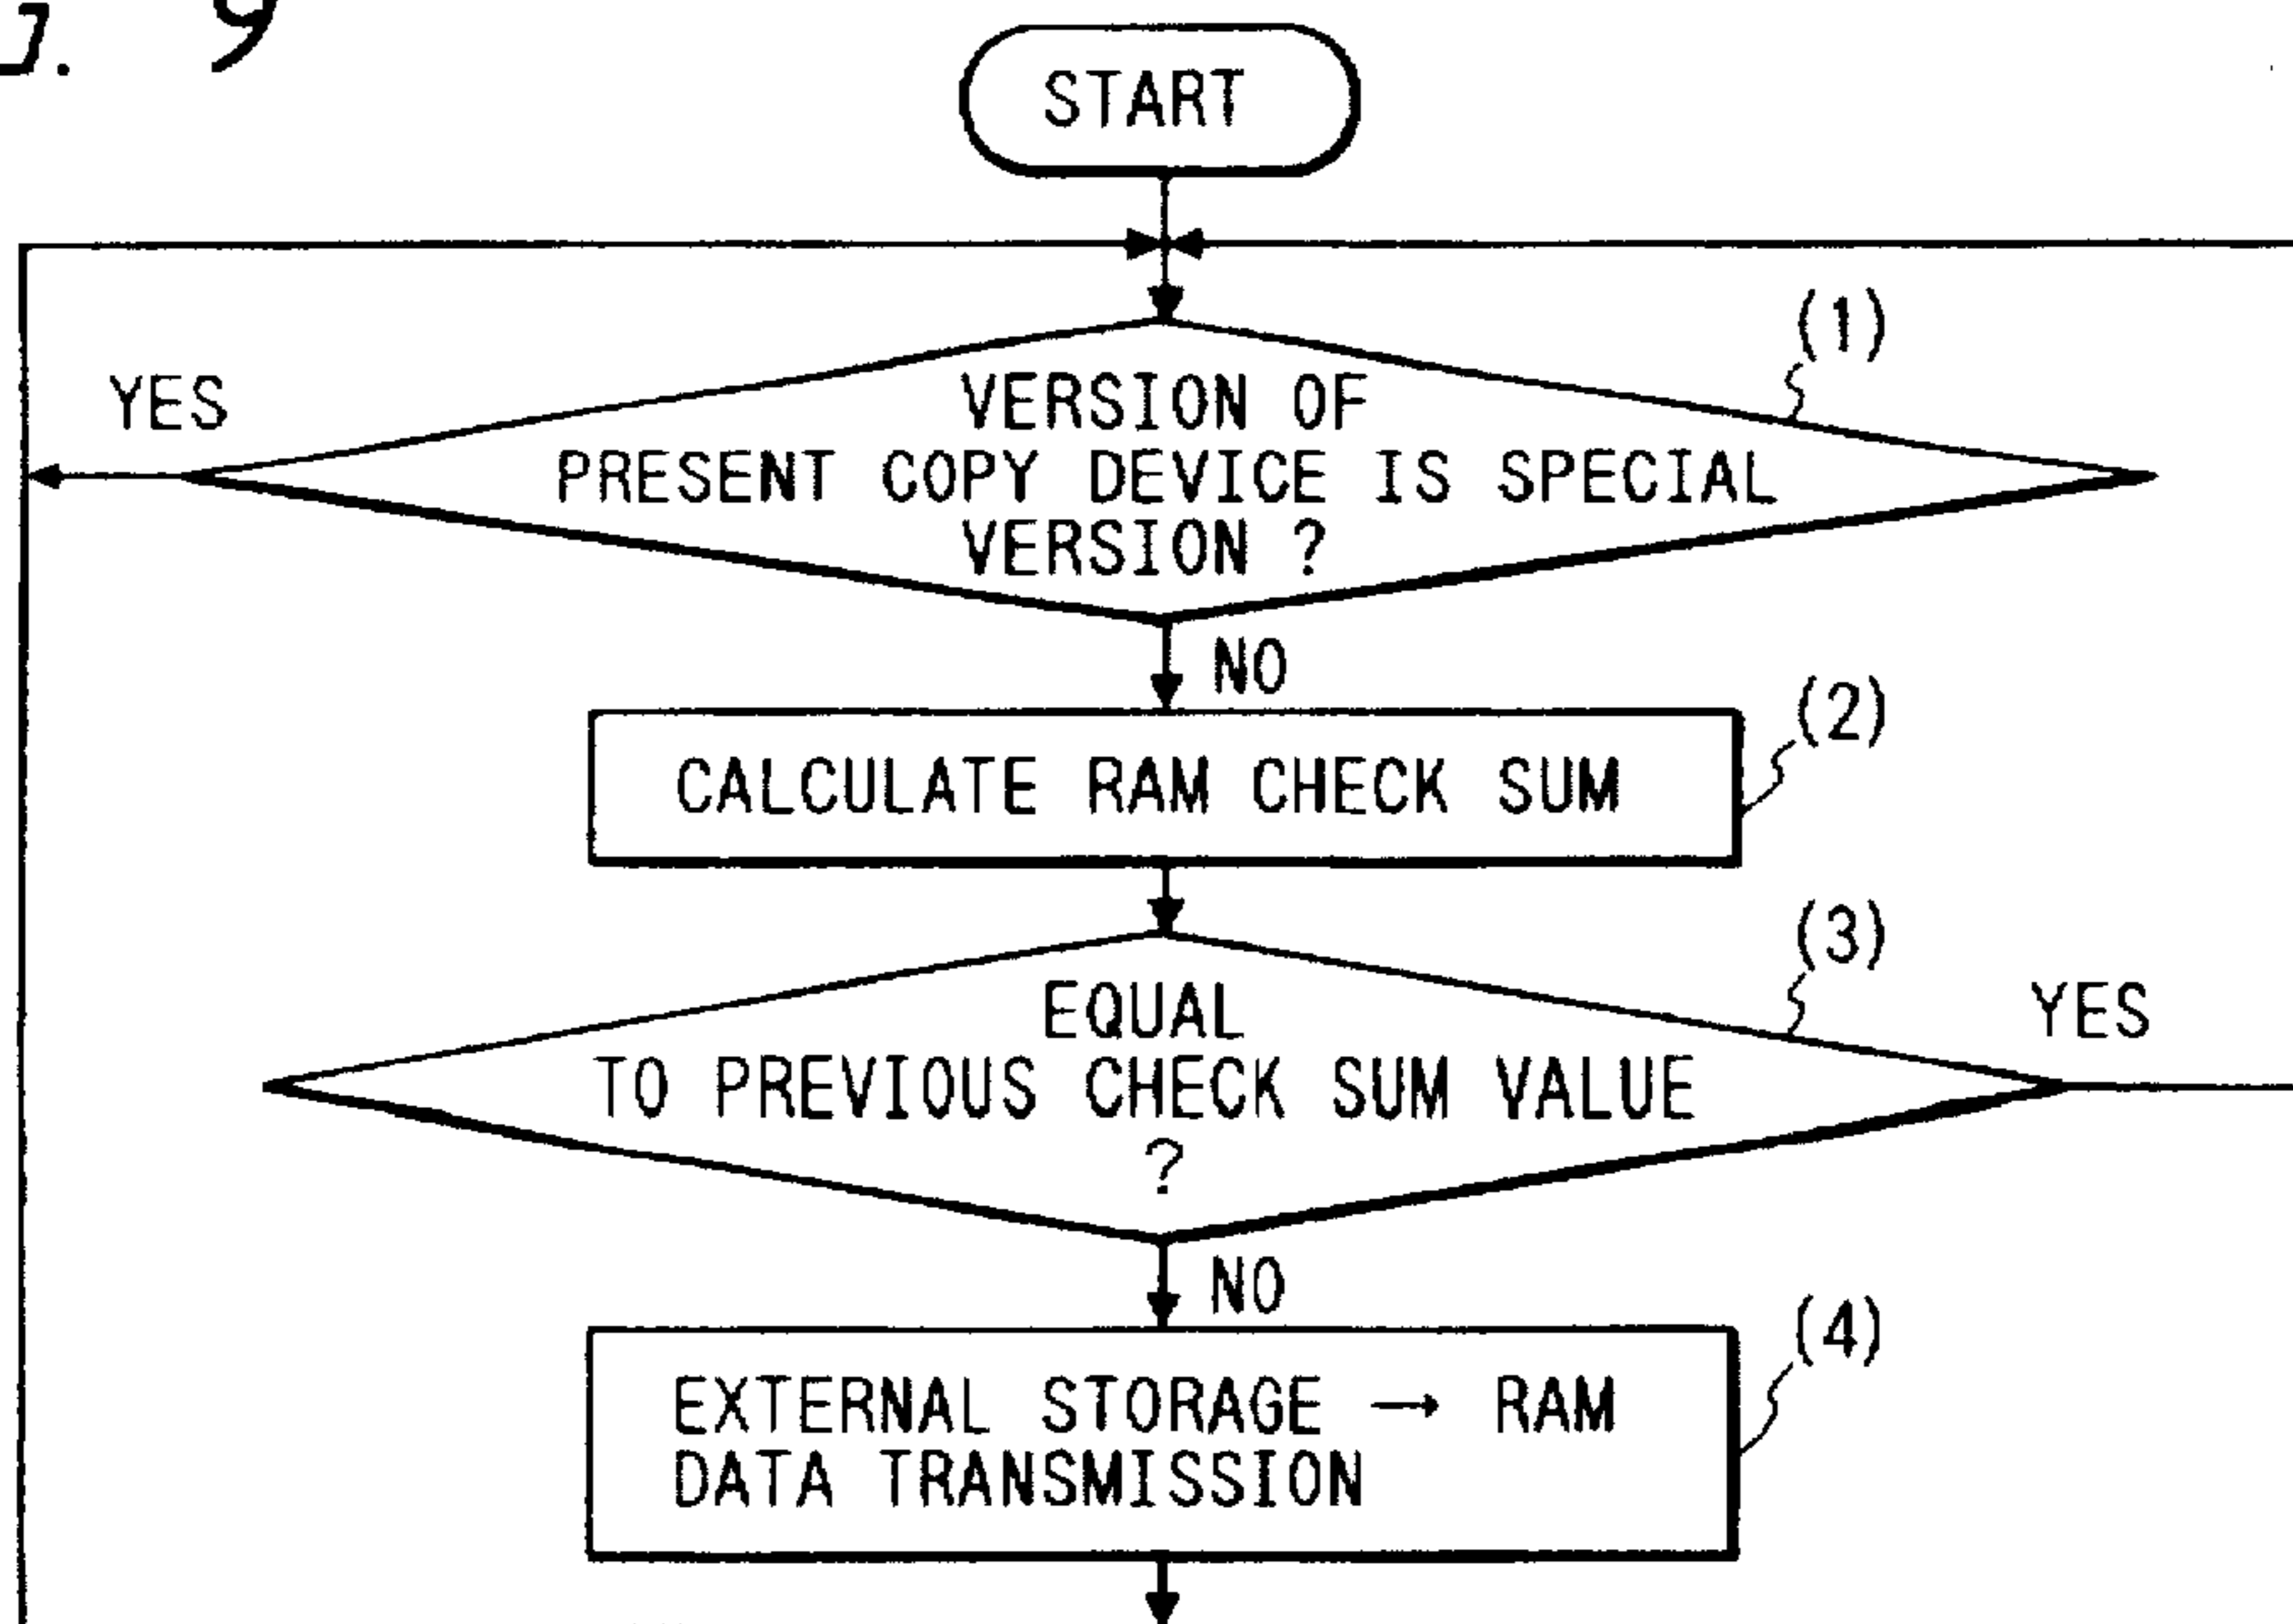 9
START
(1)
YES
VERSION OF
PRESENT COPY DEVICE IS SPECIAL
VERSION ?
NO
(2)
CALCULATE RAM CHECK SUM
(3)
YES
EQUAL
TO PREVIOUS CHECK SUM VALUE
?
NO
(4)
EXTERNAL STORAGE → RAM
DATA TRANSMISSION